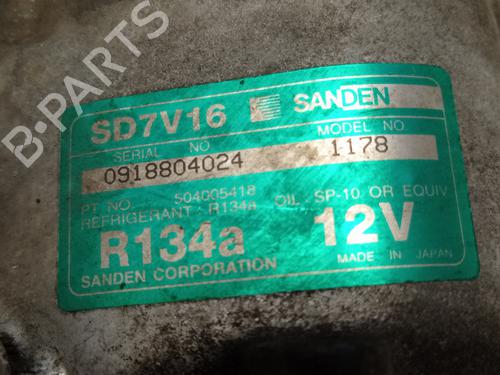 B-PARTS
SD7V16 SANDEN
SERIAL NO MODEL NO
0918804024 1178
PT NO. 504005418 OIL: SP-10 OR EQUIV
REFRIGERANT: R134a
R134a 12V
SANDEN CORPORATION MADE IN JAPAN